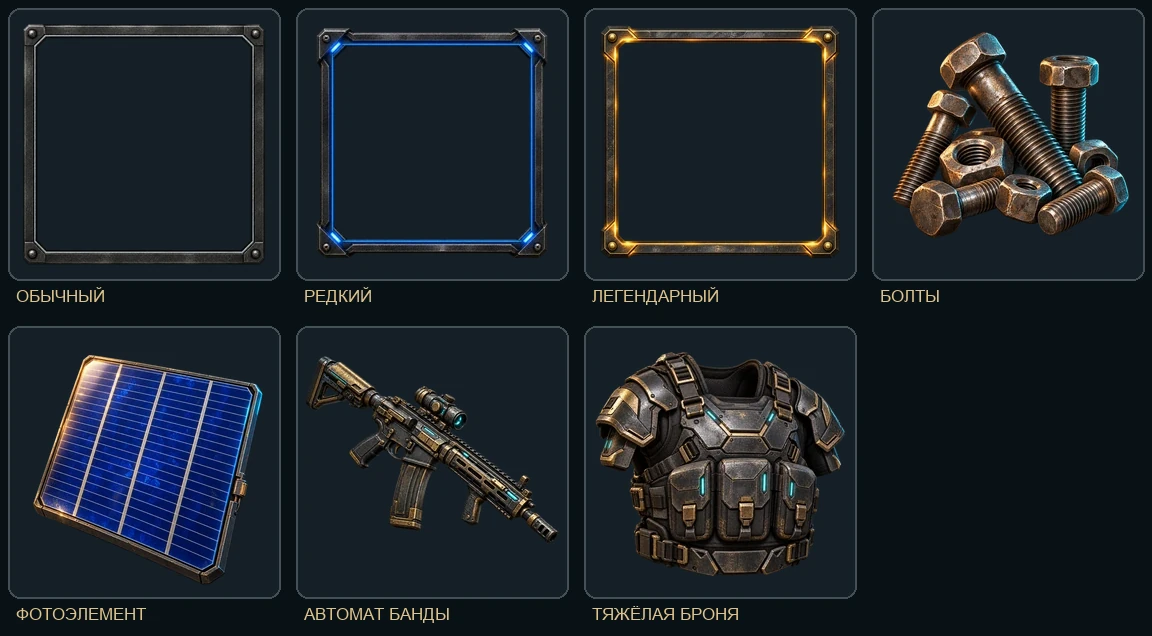 ОБЫЧНЫЙ
РЕДКИЙ
ЛЕГЕНДАРНЫЙ
БОЛТЫ
ФОТОЭЛЕМЕНТ
АВТОМАТ БАНДЫ
ТЯЖЁЛАЯ БРОНЯ